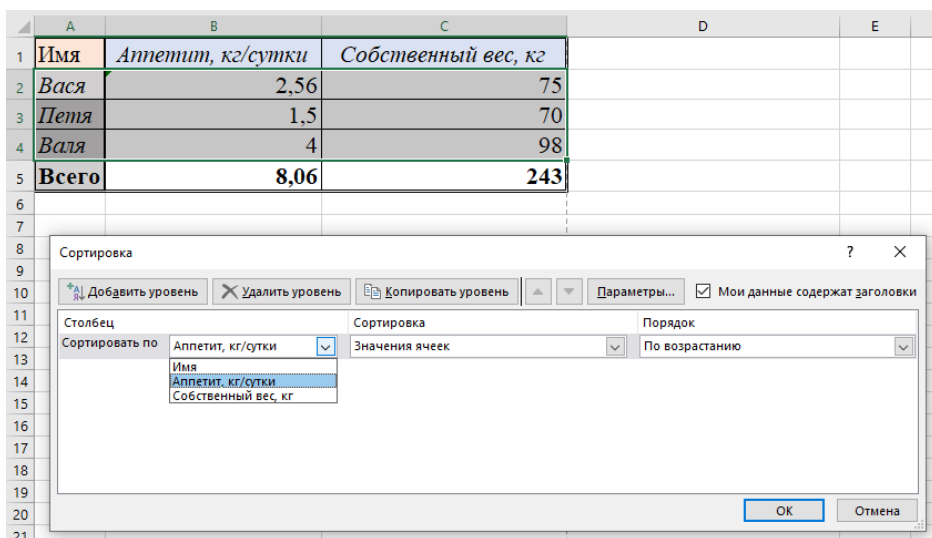 A B C D E
1 Имя Аппетит, кг/сутки Собственный вес, кг
2 Вася 2,56 75
3 Петя 1,5 70
4 Валя 4 98
5 Всего 8,06 243
6
7
8 Сортировка ? ×
9
10 Добавить уровень Удалить уровень Копировать уровень Параметры... Мои данные содержат заголовки
11 Столбец Сортировка Порядок
12 Сортировать по Аппетит, кг/сутки Значения ячеек По возрастанию
13 Имя
14 Аппетит, кг/сутки
15 Собственный вес, кг
16
17
18
19
20 ОК Отмена
21